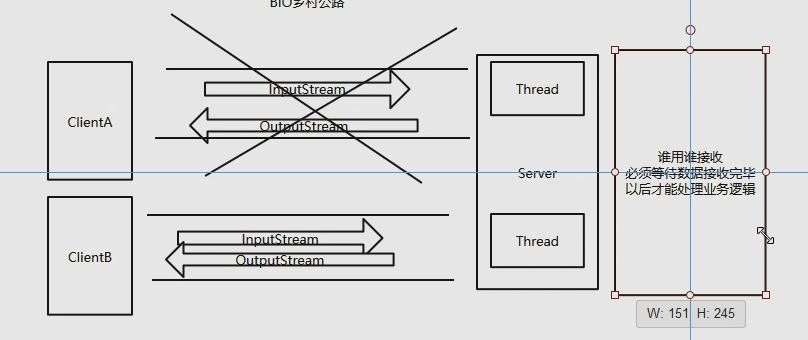 BIO乡村公路
InputStream
Thread
ClientA
OutputStream
谁用谁接收
必须等待数据接收完毕
以后才能处理业务逻辑
Server
InputStream
Thread
ClientB
OutputStream
W: 151 H: 245